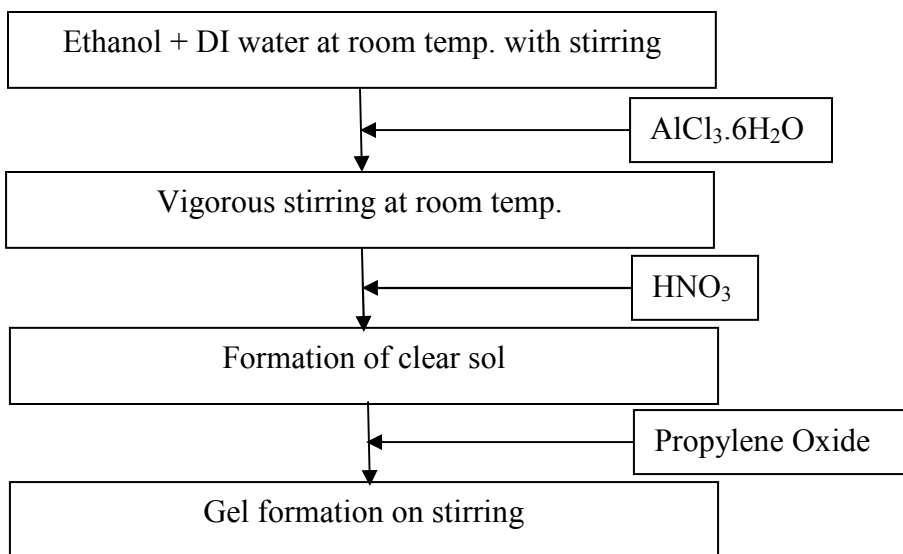 Ethanol + DI water at room temp. with stirring
AlCl₃.6H₂O
Vigorous stirring at room temp.
HNO₃
Formation of clear sol
Propylene Oxide
Gel formation on stirring